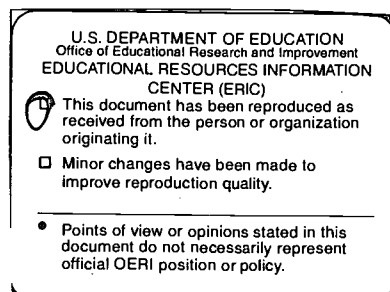 U.S. DEPARTMENT OF EDUCATION
Office of Educational Research and Improvement
EDUCATIONAL RESOURCES INFORMATION
CENTER (ERIC)
☐ This document has been reproduced as
received from the person or organization
originating it.
☐ Minor changes have been made to
improve reproduction quality.
• Points of view or opinions stated in this
document do not necessarily represent
official OERI position or policy.